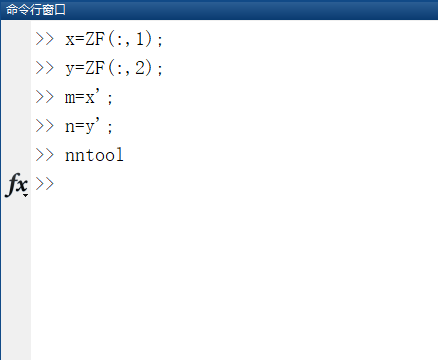 命令行窗口
>> x=ZF(:,1);
>> y=ZF(:,2);
>> m=x';
>> n=y';
>> nntool
fx >>